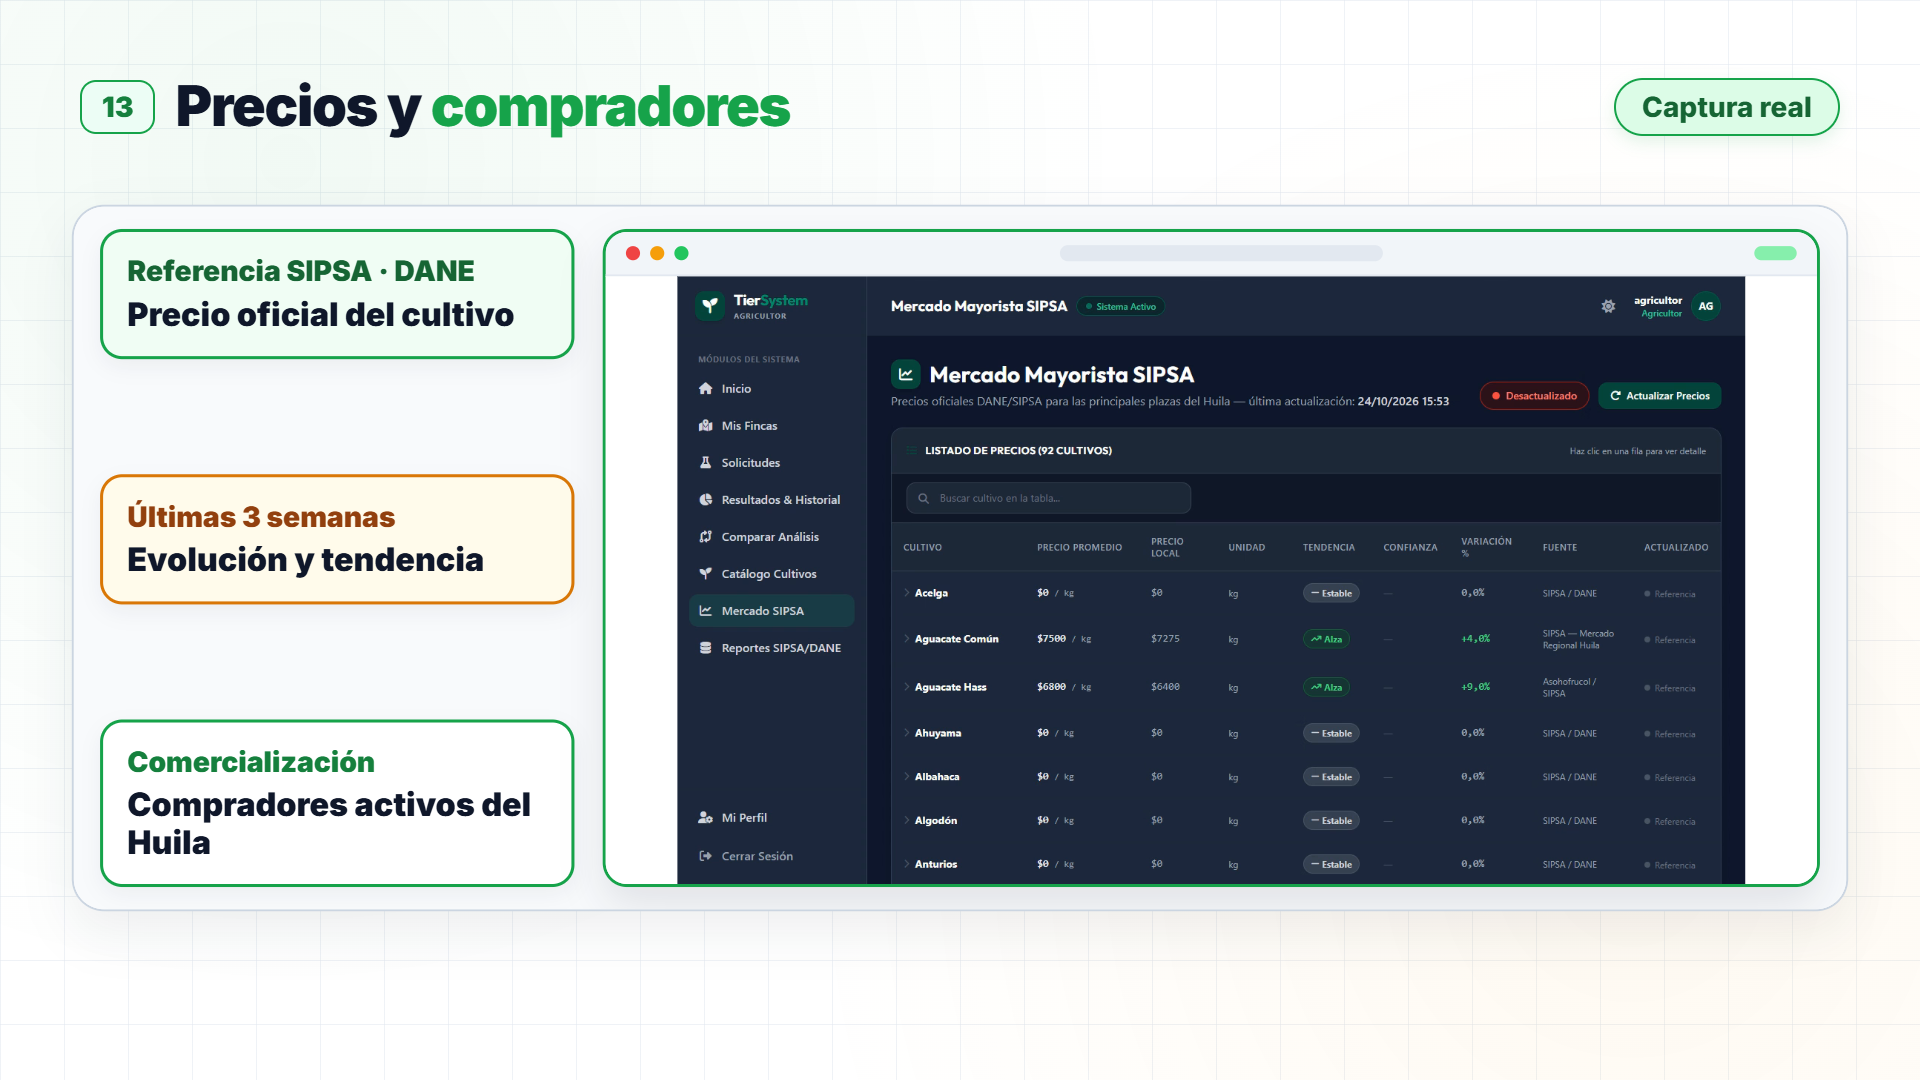 13
Precios y compradores
Captura real
Referencia SIPSA · DANE
Precio oficial del cultivo
Últimas 3 semanas
Evolución y tendencia
Comercialización
Compradores activos del
Huila
TierSystem
AGRICULTOR
MÓDULOS DEL SISTEMA
Inicio
Mis Fincas
Solicitudes
Resultados & Historial
Comparar Análisis
Catálogo Cultivos
Mercado SIPSA
Reportes SIPSA/DANE
Mi Perfil
Cerrar Sesión
Mercado Mayorista SIPSA
Sistema Activo
agricultor
Agricultor
AG
Mercado Mayorista SIPSA
Precios oficiales DANE/SIPSA para las principales plazas del Huila — última actualización: 24/10/2026 15:53
Desactualizado
Actualizar Precios
LISTADO DE PRECIOS (92 CULTIVOS)
Haz clic en una fila para ver detalle
Buscar cultivo en la tabla...
CULTIVO PRECIO PROMEDIO PRECIO LOCAL UNIDAD TENDENCIA CONFIANZA VARIACIÓN % FUENTE ACTUALIZADO
Acelga $0 / kg $0 kg Estable — 0,0% SIPSA / DANE Referencia
Aguacate Común $7500 / kg $7275 kg Alza — +4,0% SIPSA — Mercado Regional Huila Referencia
Aguacate Hass $6800 / kg $6400 kg Alza — +9,0% Asohofrucol / SIPSA Referencia
Ahuyama $0 / kg $0 kg Estable — 0,0% SIPSA / DANE Referencia
Albahaca $0 / kg $0 kg Estable — 0,0% SIPSA / DANE Referencia
Algodón $0 / kg $0 kg Estable — 0,0% SIPSA / DANE Referencia
Anturios $0 / kg $0 kg Estable — 0,0% SIPSA / DANE Referencia